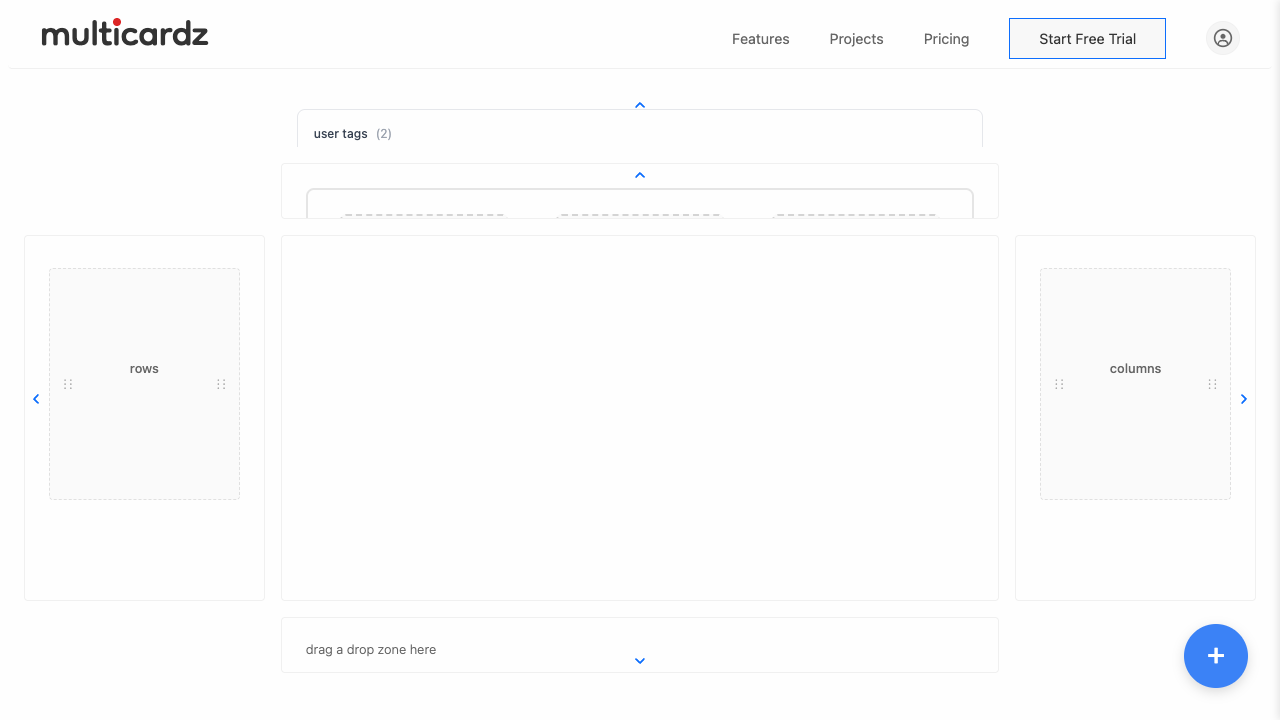 multicardz
Features
Projects
Pricing
Start Free Trial
user tags (2)
rows
columns
drag a drop zone here